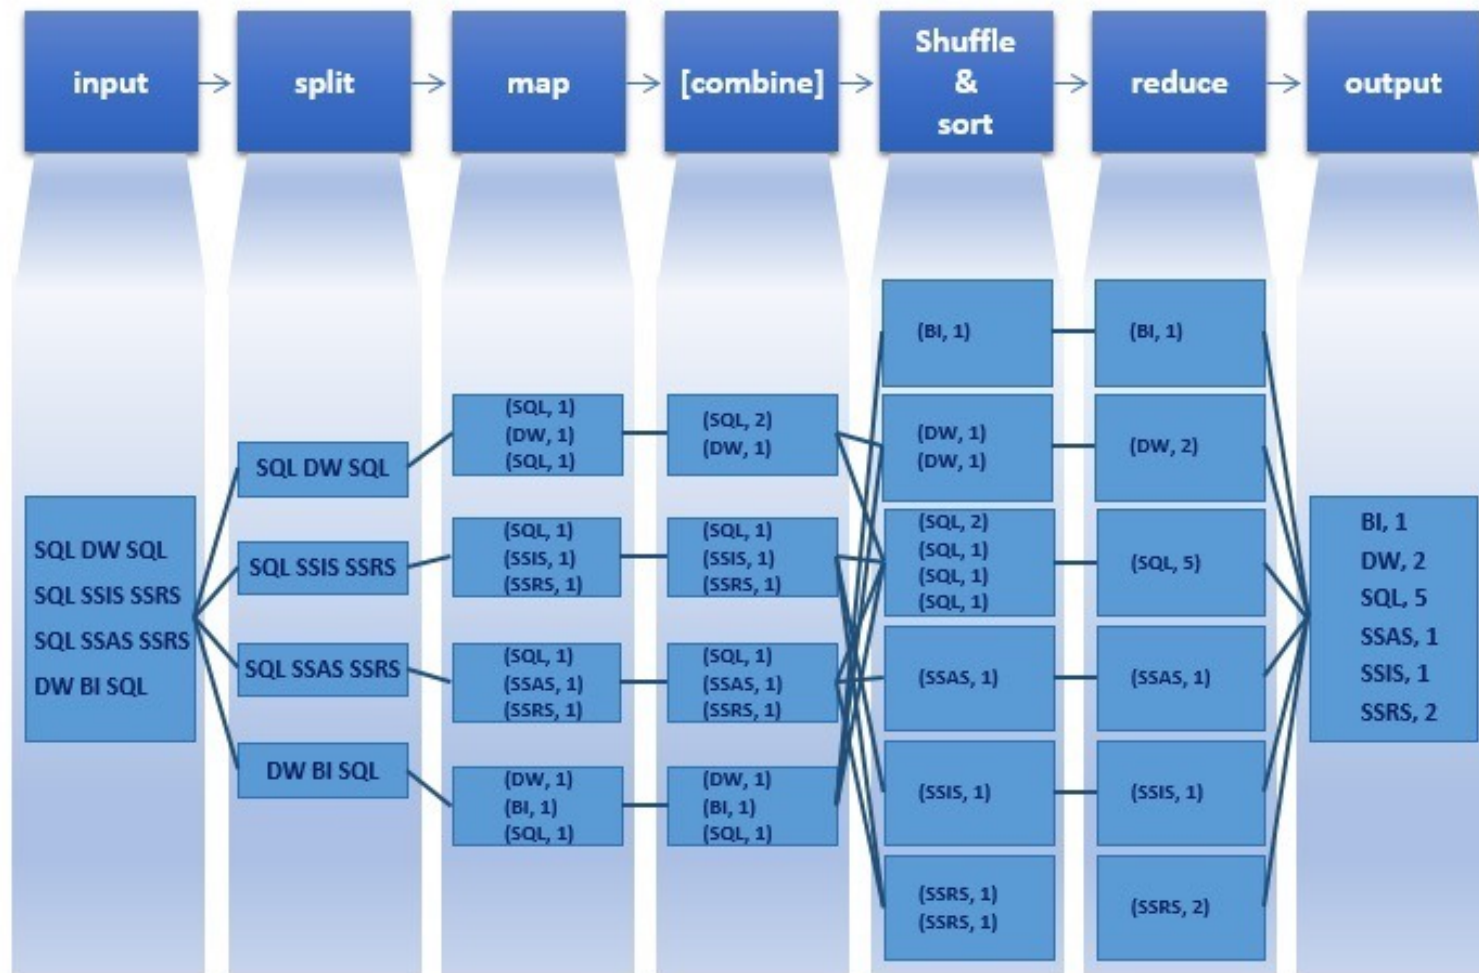 input
split
map
[combine]
Shuffle
&
sort
reduce
output
SQL DW SQL
SQL SSIS SSRS
SQL SSAS SSRS
DW BI SQL
SQL DW SQL
SQL SSIS SSRS
SQL SSAS SSRS
DW BI SQL
(SQL, 1)
(DW, 1)
(SQL, 1)
(SQL, 1)
(SSIS, 1)
(SSRS, 1)
(SQL, 1)
(SSAS, 1)
(SSRS, 1)
(DW, 1)
(BI, 1)
(SQL, 1)
(SQL, 2)
(DW, 1)
(SQL, 1)
(SSIS, 1)
(SSRS, 1)
(SQL, 1)
(SSAS, 1)
(SSRS, 1)
(DW, 1)
(BI, 1)
(SQL, 1)
(BI, 1)
(DW, 1)
(DW, 1)
(SQL, 2)
(SQL, 1)
(SQL, 1)
(SQL, 1)
(SSAS, 1)
(SSIS, 1)
(SSRS, 1)
(SSRS, 1)
(BI, 1)
(DW, 2)
(SQL, 5)
(SSAS, 1)
(SSIS, 1)
(SSRS, 2)
BI, 1
DW, 2
SQL, 5
SSAS, 1
SSIS, 1
SSRS, 2